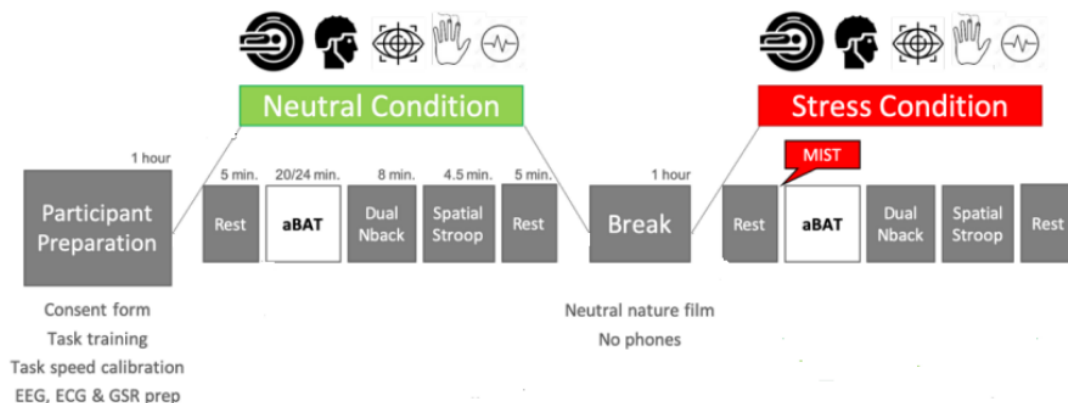 Neutral Condition
Stress Condition
MIST
1 hour
5 min.
20/24 min.
8 min.
4.5 min.
5 min.
1 hour
Participant
Preparation
Rest
aBAT
Dual
Nback
Spatial
Stroop
Rest
Break
Rest
aBAT
Dual
Nback
Spatial
Stroop
Rest
Consent form
Task training
Task speed calibration
EEG, ECG & GSR prep
Neutral nature film
No phones